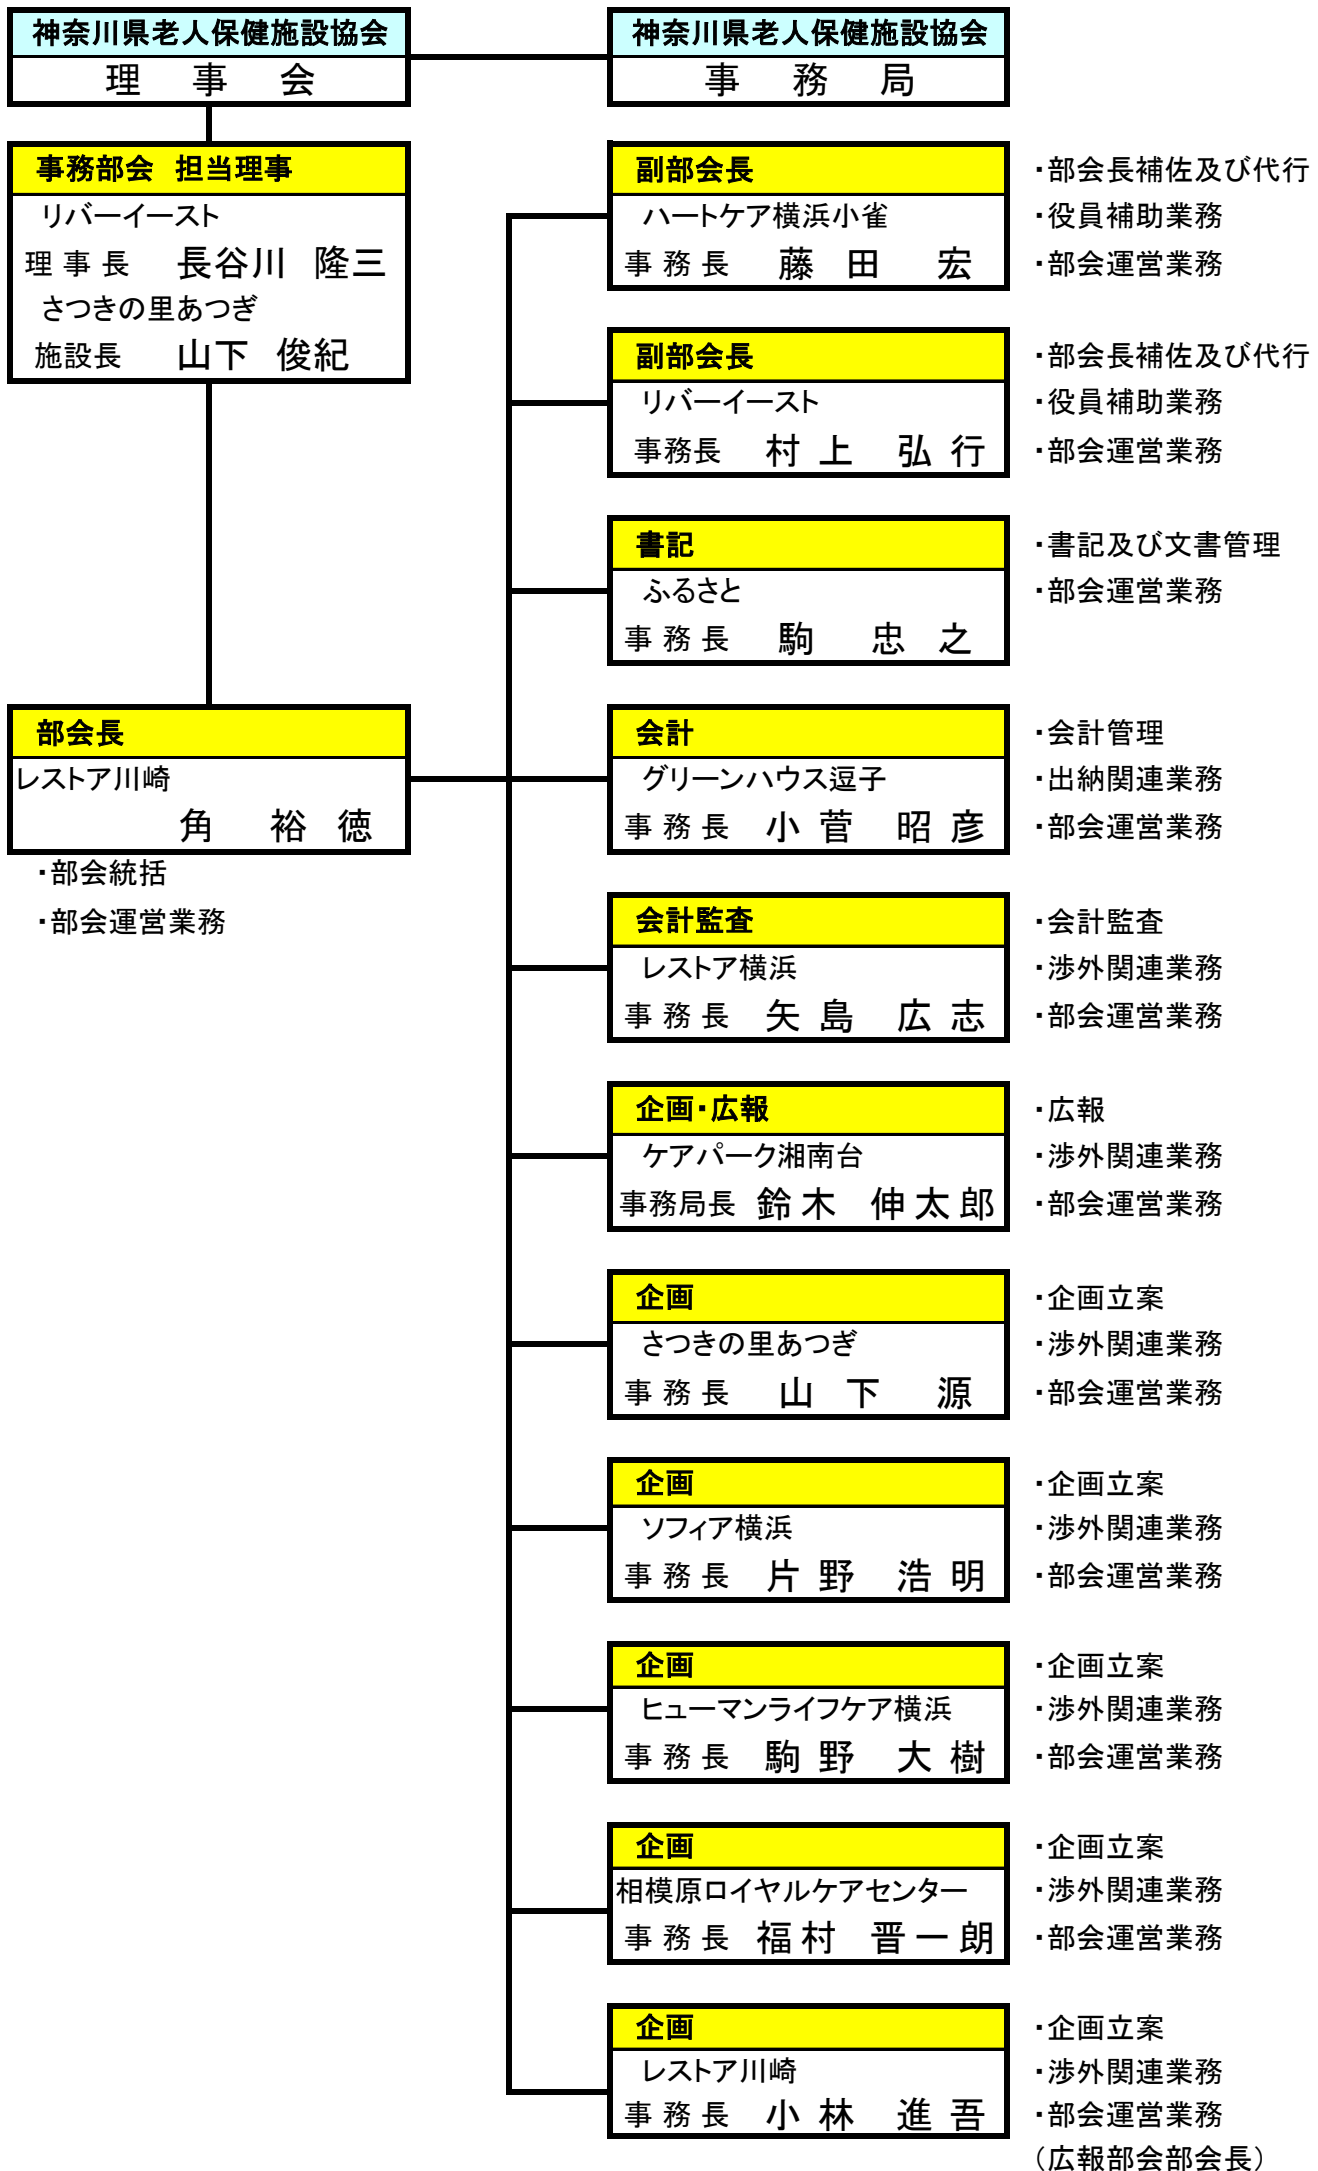 神奈川県老人保健施設協会
理　事　会
神奈川県老人保健施設協会
事　務　局
事務部会 担当理事
リバーイースト
理事長 長谷川 隆三
さつきの里あつぎ
施設長 山下 俊紀
部会長
レストア川崎
角 裕徳
・部会統括
・部会運営業務
副部会長
ハートケア横浜小雀
事務長 藤田 宏
・部会長補佐及び代行
・役員補助業務
・部会運営業務
副部会長
リバーイースト
事務長 村上 弘行
・部会長補佐及び代行
・役員補助業務
・部会運営業務
書記
ふるさと
事務長 駒 忠之
・書記及び文書管理
・部会運営業務
会計
グリーンハウス逗子
事務長 小菅 昭彦
・会計管理
・出納関連業務
・部会運営業務
会計監査
レストア横浜
事務長 矢島 広志
・会計監査
・渉外関連業務
・部会運営業務
企画・広報
ケアパーク湘南台
事務局長 鈴木 伸太郎
・広報
・渉外関連業務
・部会運営業務
企画
さつきの里あつぎ
事務長 山下 源
・企画立案
・渉外関連業務
・部会運営業務
企画
ソフィア横浜
事務長 片野 浩明
・企画立案
・渉外関連業務
・部会運営業務
企画
ヒューマンライフケア横浜
事務長 駒野 大樹
・企画立案
・渉外関連業務
・部会運営業務
企画
相模原ロイヤルケアセンター
事務長 福村 晋一朗
・企画立案
・渉外関連業務
・部会運営業務
企画
レストア川崎
事務長 小林 進吾
・企画立案
・渉外関連業務
・部会運営業務
（広報部会部会長）